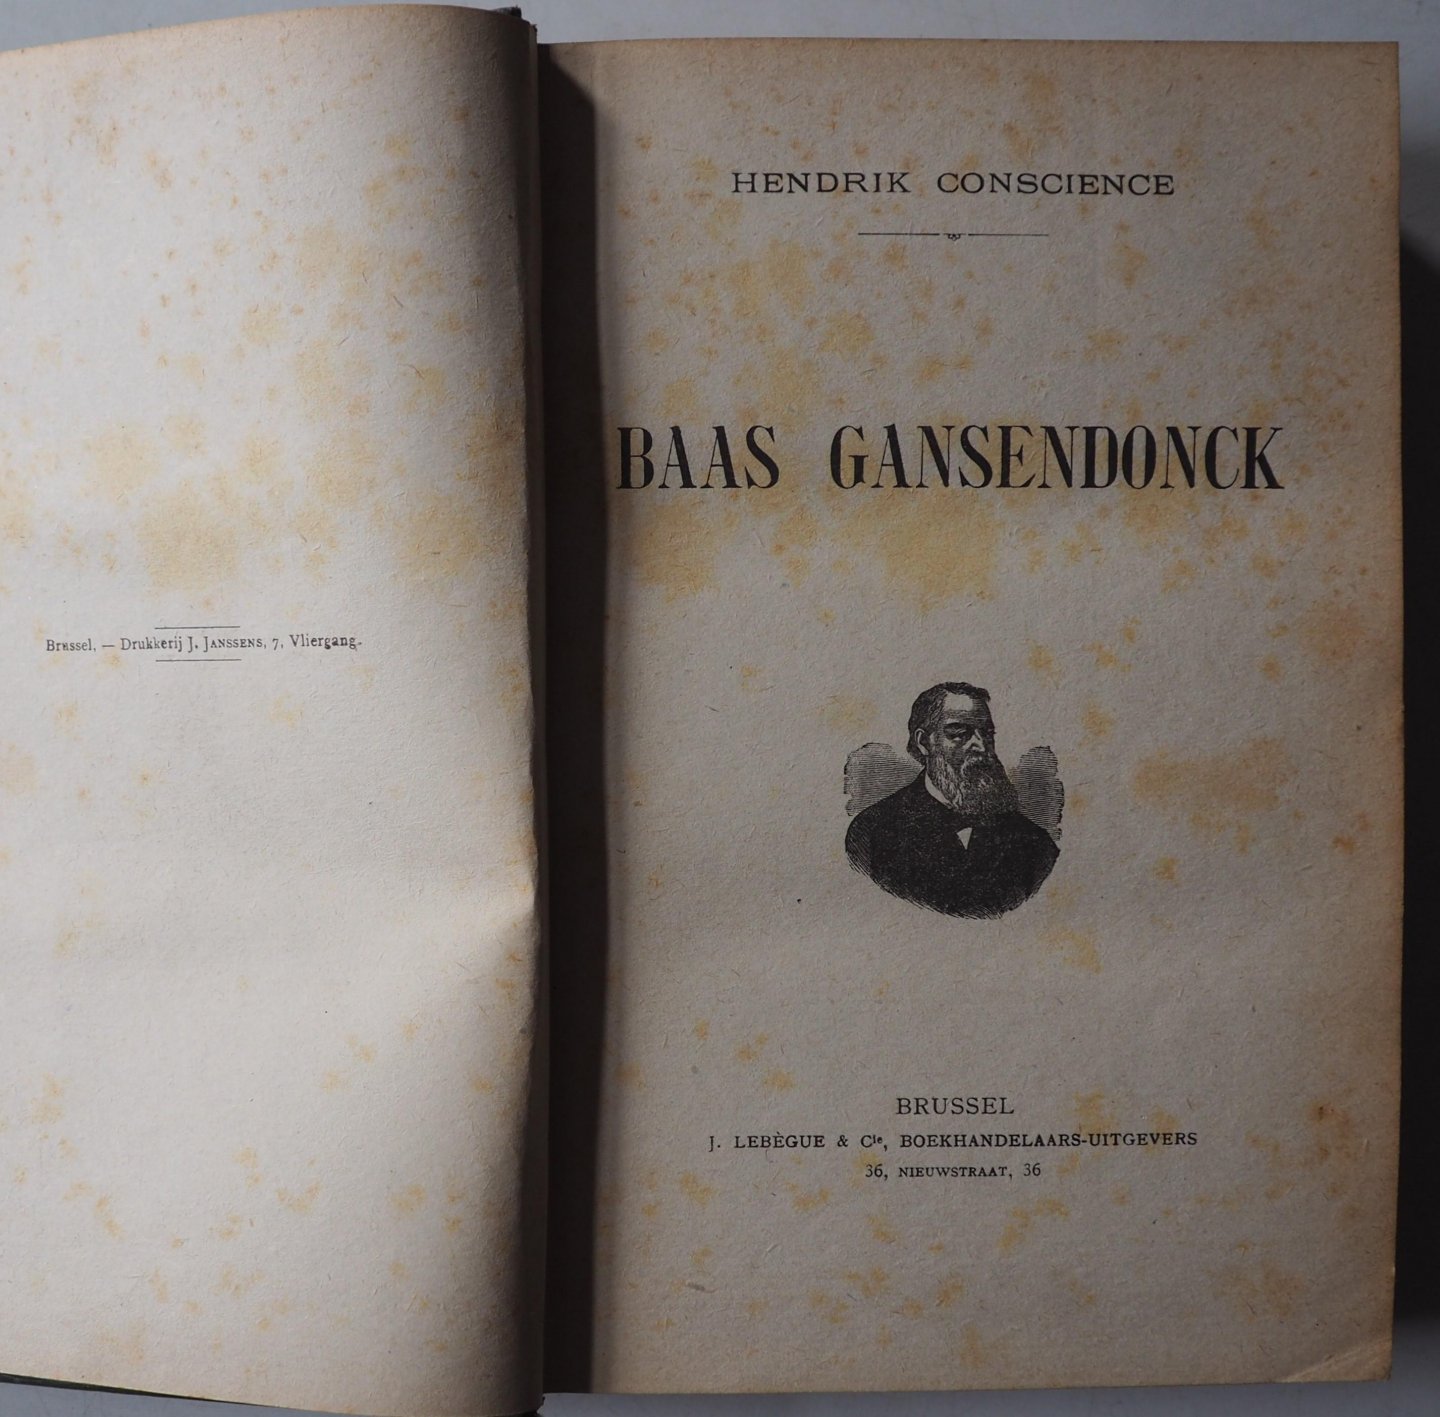 Brussel, — Drukkerij J. JANSSENS, 7, Vliergang.
HENDRIK CONSCIENCE
BAAS GANSENDONCK
BRUSSEL
J. LEBÈGUE & Cie, BOEKHANDELAARS-UITGEVERS
36, NIEUWSTRAAT, 36